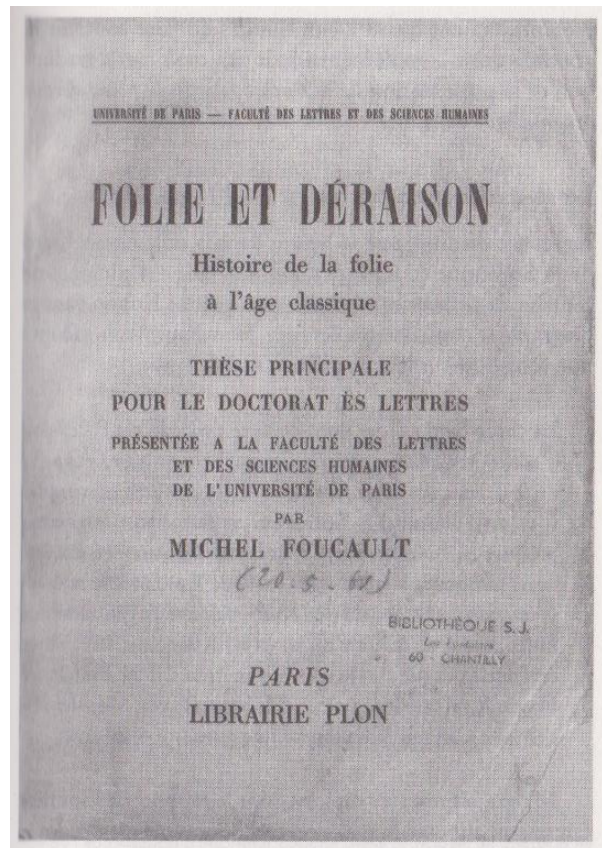 UNIVERSITÉ DE PARIS — FACULTÉ DES LETTRES ET DES SCIENCES HUMAINES
FOLIE ET DÉRAISON
Histoire de la folie
à l'âge classique
THÈSE PRINCIPALE
POUR LE DOCTORAT ÈS LETTRES
PRÉSENTÉE A LA FACULTÉ DES LETTRES
ET DES SCIENCES HUMAINES
DE L'UNIVERSITÉ DE PARIS
PAR
MICHEL FOUCAULT
(20.5.61)
BIBLIOTHÈQUE S. J.
Les Fontaines
60 - CHANTILLY
PARIS
LIBRAIRIE PLON